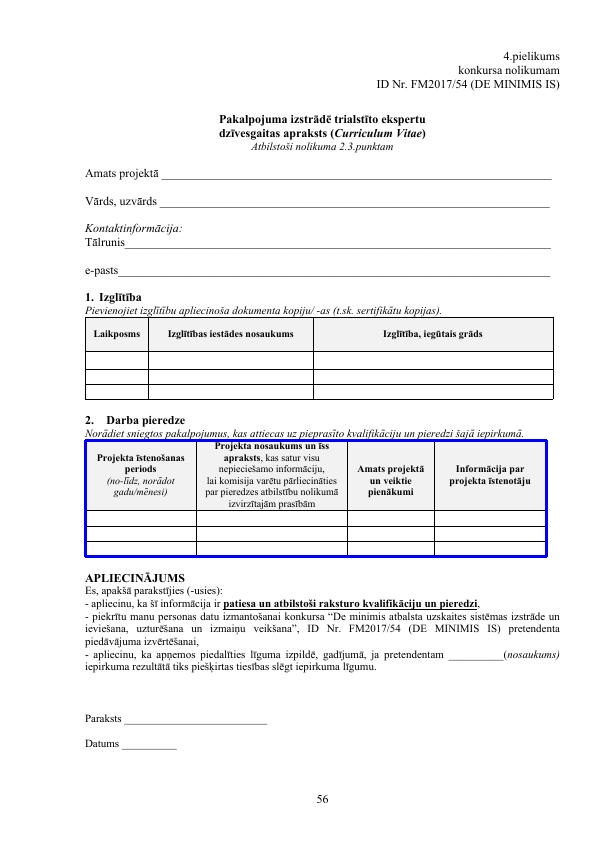 4.pielikums
konkursa nolikumam
ID Nr. FM2017/54 (DE MINIMIS IS)
Pakalpojuma izstrādē trialstīto ekspertu
dzīvesgaitas apraksts (Curriculum Vitae)
Atbilstoši nolikuma 2.3.punktam
Amats projektā ___
Vārds, uzvārds ___
Kontaktinformācija:
Tālrunis___
e-pasts___
1. Izglītība
Pievienojiet izglītību apliecinoša dokumenta kopiju/ -as (t.sk. sertifikātu kopijas).
Laikposms
Izglītības iestādes nosaukums
Izglītība, iegūtais grāds
2. Darba pieredze
Norādiet sniegtos pakalpojumus, kas attiecas uz pieprasīto kvalifikāciju un pieredzi šajā iepirkumā.
Projekta īstenošanas
periods
(no-līdz, norādot
gadu/mēnesi)
Projekta nosaukums un īss
apraksts, kas satur visu
nepieciešamo informāciju,
lai komisija varētu pārliecināties
par pieredzes atbilstību nolikumā
izvirzītajām prasībām
Amats projektā
un veiktie
pienākumi
Informācija par
projekta īstenotāju
APLIECINĀJUMS
Es, apakšā parakstījies (-usies):
- apliecinu, ka šī informācija ir patiesa un atbilstoši raksturo kvalifikāciju un pieredzi,
- piekrītu manu personas datu izmantošanai konkursa “De minimis atbalsta uzskaites sistēmas izstrāde un
ieviešana, uzturēšana un izmaiņu veikšana”, ID Nr. FM2017/54 (DE MINIMIS IS) pretendenta
piedāvājuma izvērtēšanai,
- apliecinu, ka apņemos piedalīties līguma izpildē, gadījumā, ja pretendentam __________(nosaukums)
iepirkuma rezultātā tiks piešķirtas tiesības slēgt iepirkuma līgumu.
Paraksts ___
Datums __________
56